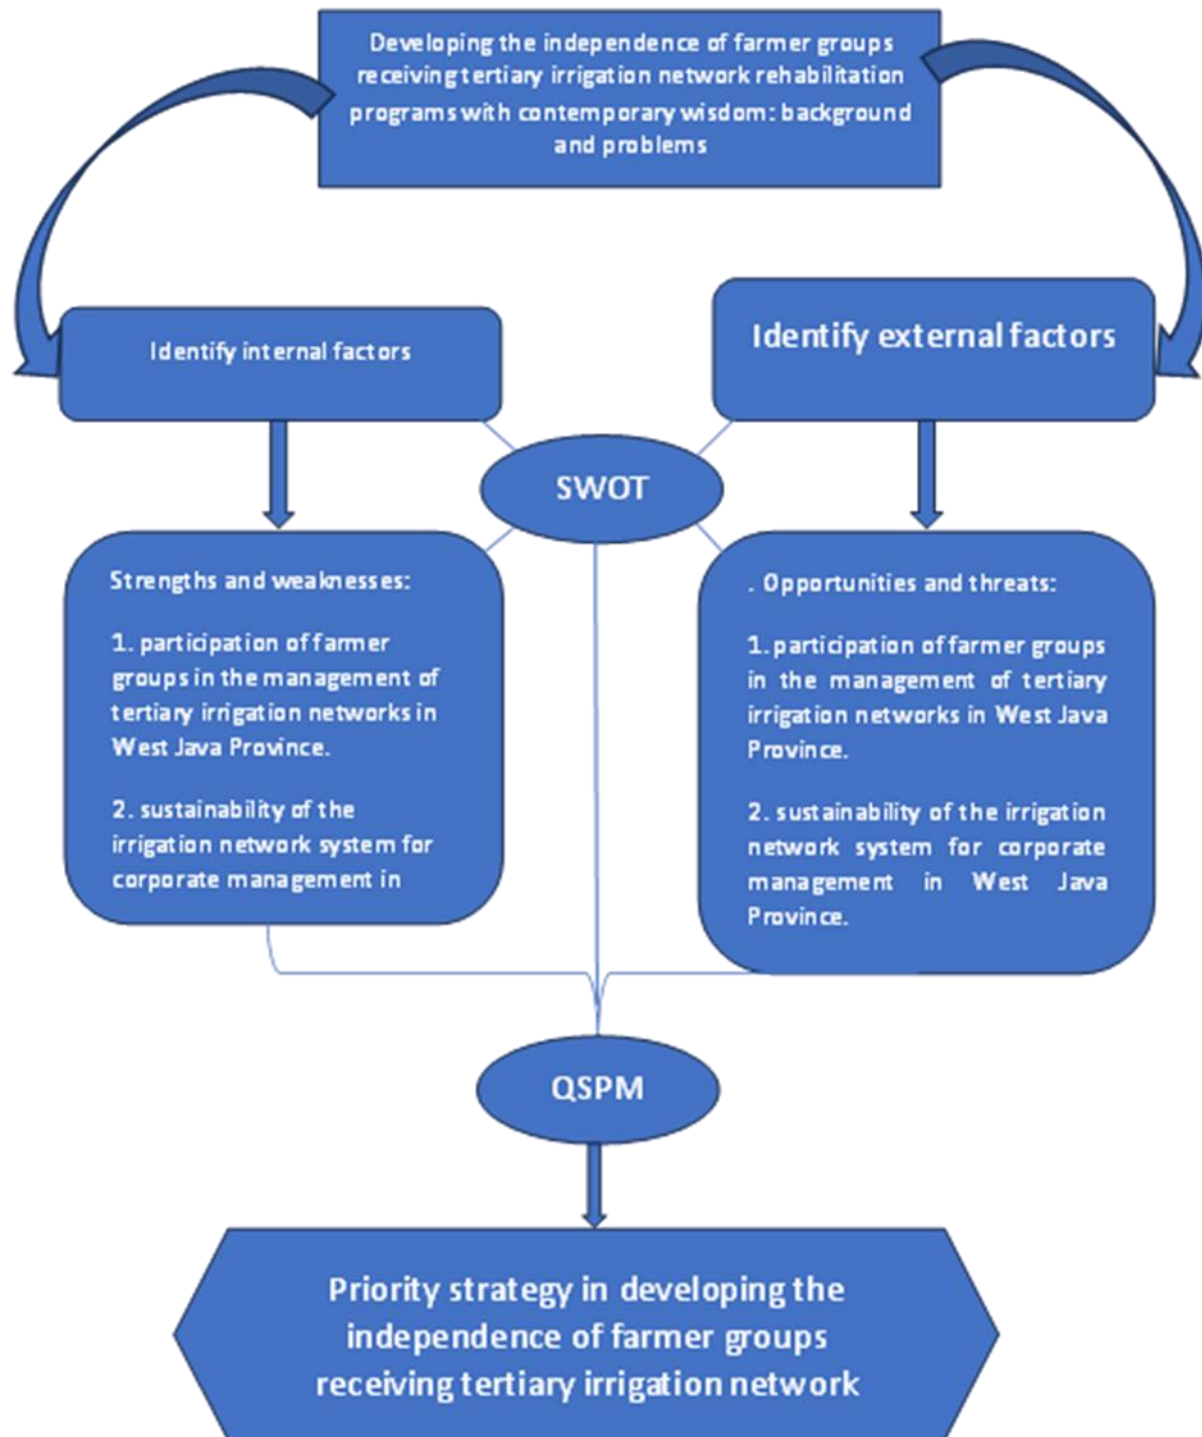 Developing the independence of farmer groups
receiving tertiary irrigation network rehabilitation
programs with contemporary wisdom: background
and problems
Identify internal factors
Identify external factors
SWOT
Strengths and weaknesses:
1. participation of farmer
groups in the management of
tertiary irrigation networks in
West Java Province.
2. sustainability of the
irrigation network system for
corporate management in
. Opportunities and threats:
1. participation of farmer groups
in the management of tertiary
irrigation networks in West Java
Province.
2. sustainability of the irrigation
network system for corporate
management in West Java
Province.
QSPM
Priority strategy in developing the
independence of farmer groups
receiving tertiary irrigation network